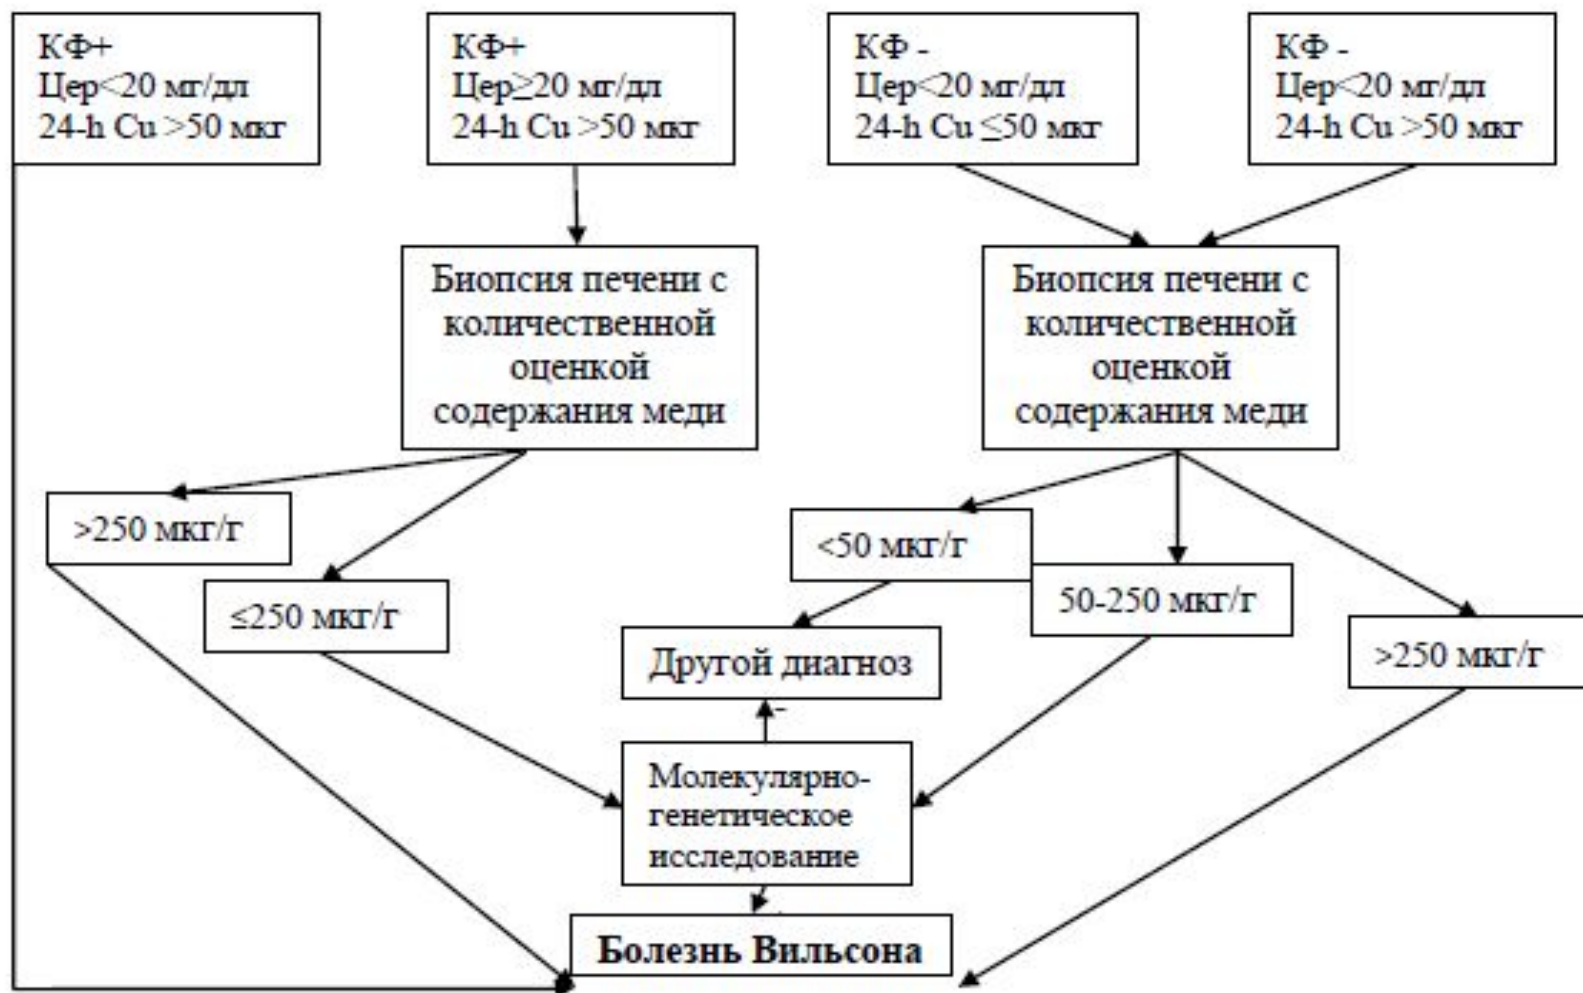 КФ+
Цер<20 мг/дл
24-h Cu >50 мкг
КФ+
Цер≥20 мг/дл
24-h Cu >50 мкг
КФ -
Цер<20 мг/дл
24-h Cu ≤50 мкг
КФ -
Цер<20 мг/дл
24-h Cu >50 мкг
Биопсия печени с
количественной
оценкой
содержания меди
Биопсия печени с
количественной
оценкой
содержания меди
>250 мкг/г
≤250 мкг/г
<50 мкг/г
50-250 мкг/г
>250 мкг/г
Другой диагноз
-
Молекулярно-
генетическое
исследование
Болезнь Вильсона